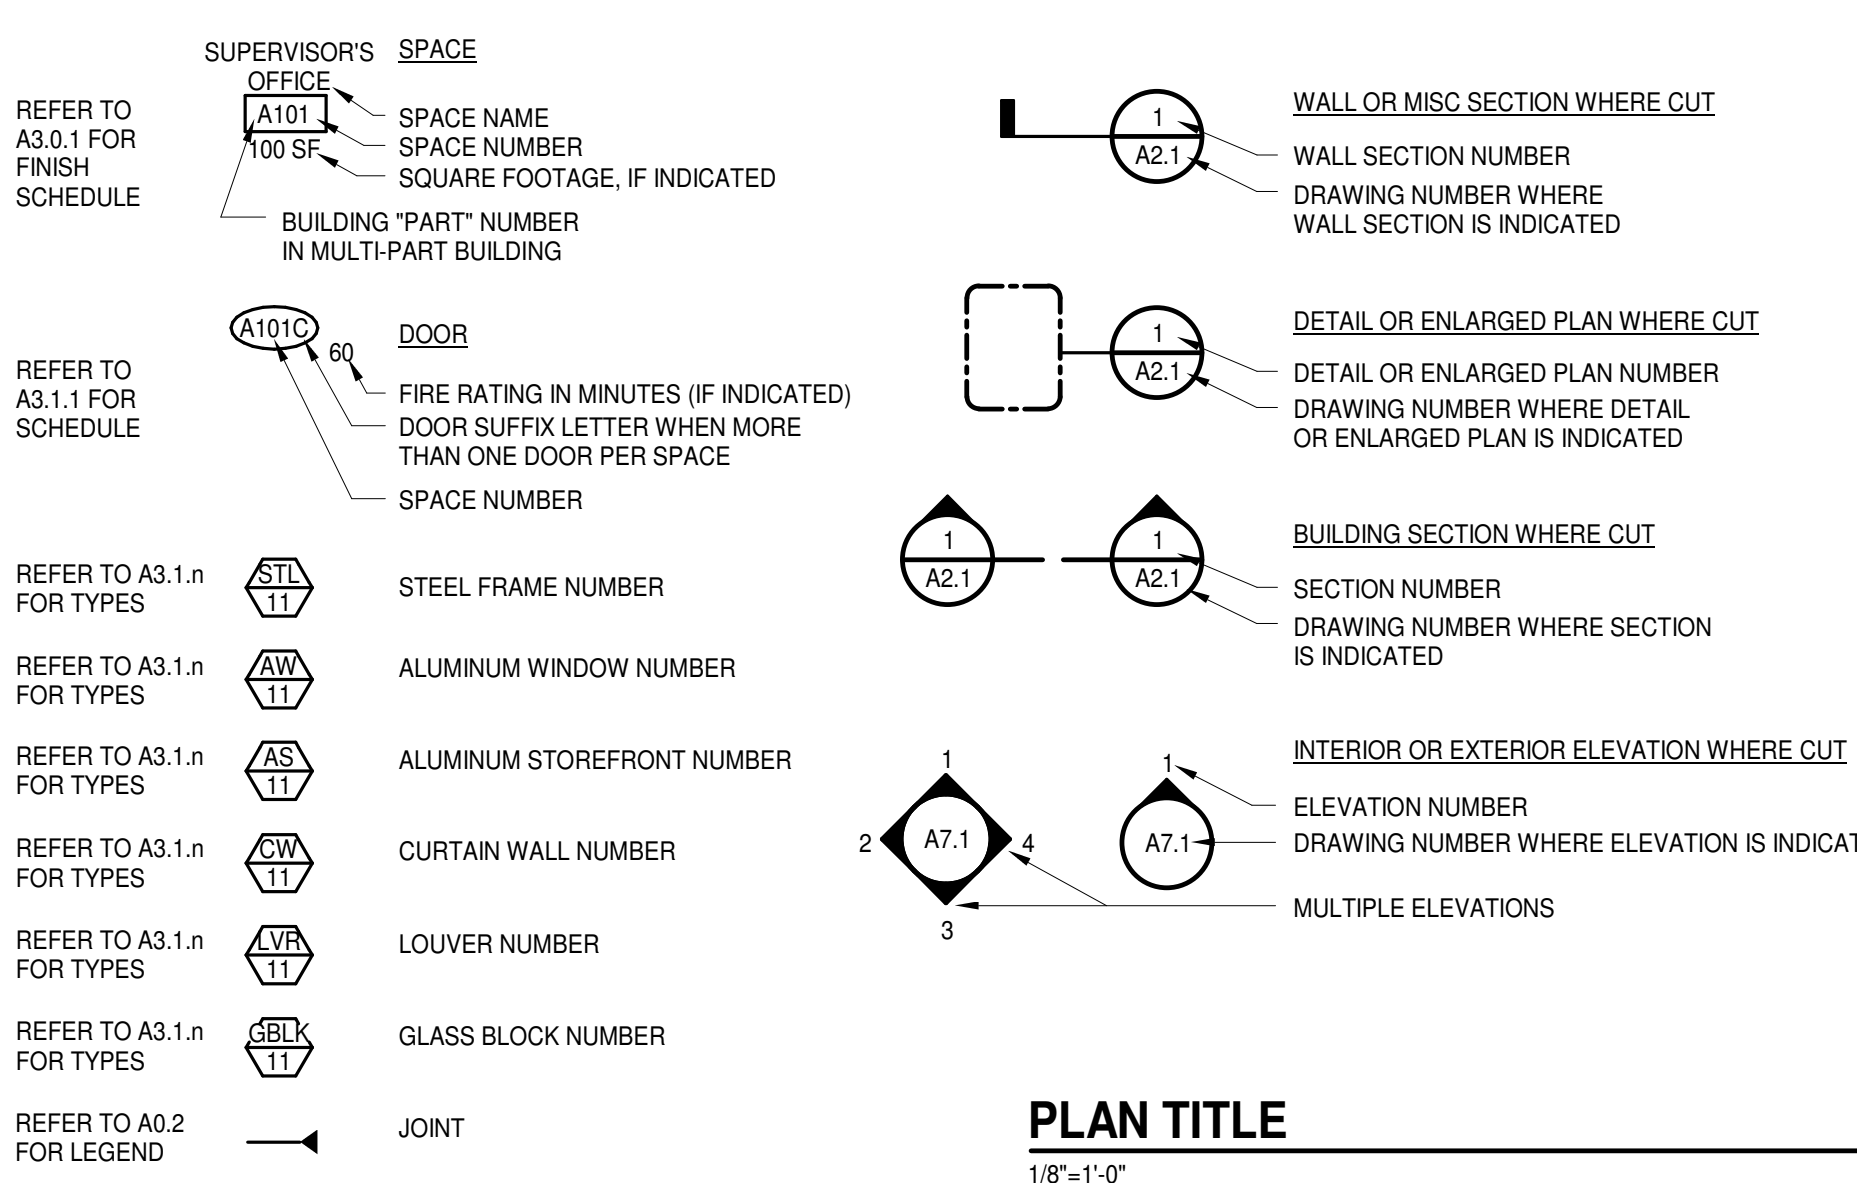 SUPERVISOR'S
OFFICE
A101
100 SF
SPACE
REFER TO
A3.0.1 FOR
FINISH
SCHEDULE
SPACE NAME
SPACE NUMBER
SQUARE FOOTAGE, IF INDICATED
BUILDING "PART" NUMBER
IN MULTI-PART BUILDING
REFER TO
A3.1.1 FOR
SCHEDULE
A101C
60
DOOR
FIRE RATING IN MINUTES (IF INDICATED)
DOOR SUFFIX LETTER WHEN MORE
THAN ONE DOOR PER SPACE
SPACE NUMBER
REFER TO A3.1.n
FOR TYPES
STL
11
STEEL FRAME NUMBER
REFER TO A3.1.n
FOR TYPES
AW
11
ALUMINUM WINDOW NUMBER
REFER TO A3.1.n
FOR TYPES
AS
11
ALUMINUM STOREFRONT NUMBER
REFER TO A3.1.n
FOR TYPES
CW
11
CURTAIN WALL NUMBER
REFER TO A3.1.n
FOR TYPES
LVR
11
LOUVER NUMBER
REFER TO A3.1.n
FOR TYPES
GBLK
11
GLASS BLOCK NUMBER
REFER TO A0.2
FOR LEGEND
JOINT
1
A2.1
WALL OR MISC SECTION WHERE CUT
WALL SECTION NUMBER
DRAWING NUMBER WHERE
WALL SECTION IS INDICATED
1
A2.1
DETAIL OR ENLARGED PLAN WHERE CUT
DETAIL OR ENLARGED PLAN NUMBER
DRAWING NUMBER WHERE DETAIL
OR ENLARGED PLAN IS INDICATED
1
A2.1
1
A2.1
BUILDING SECTION WHERE CUT
SECTION NUMBER
DRAWING NUMBER WHERE SECTION
IS INDICATED
1
2
A7.1
4
3
1
A7.1
INTERIOR OR EXTERIOR ELEVATION WHERE CUT
ELEVATION NUMBER
DRAWING NUMBER WHERE ELEVATION IS INDICAT
MULTIPLE ELEVATIONS
PLAN TITLE
1/8"=1'-0"